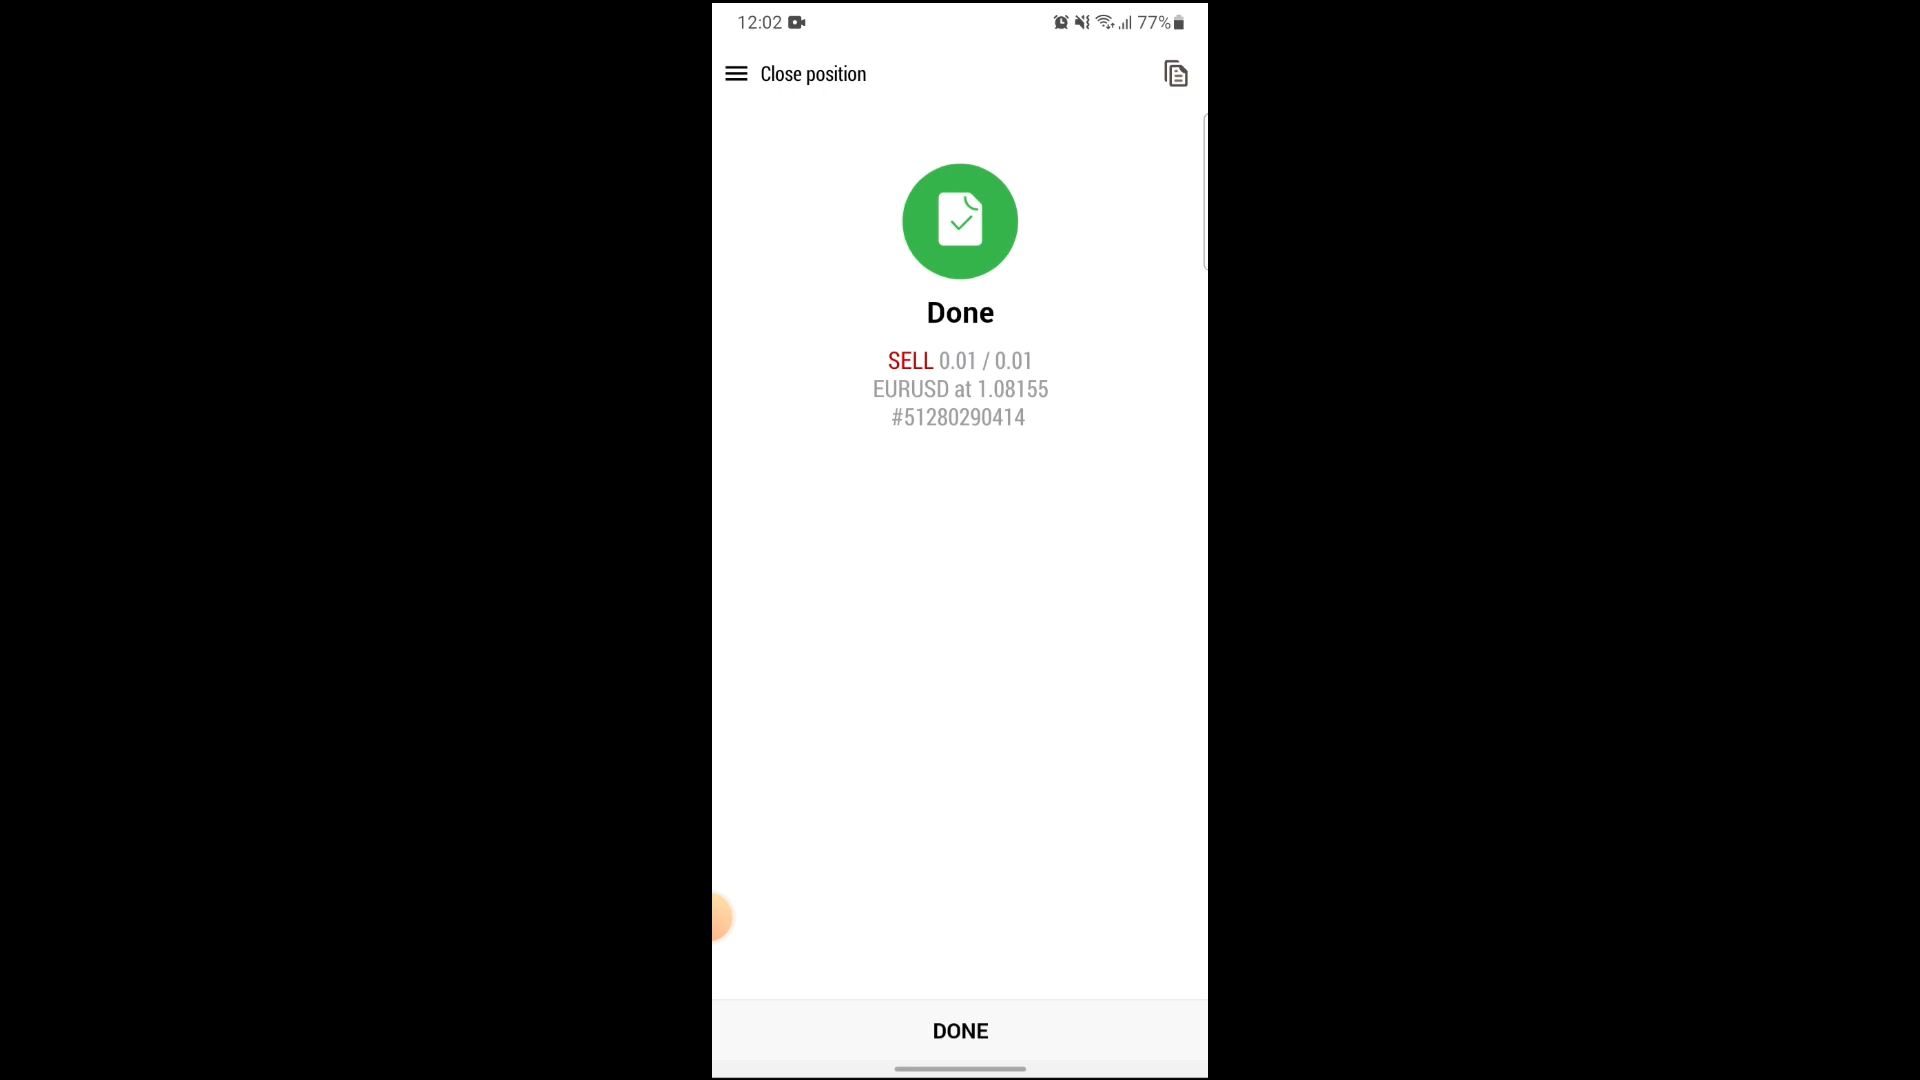 12:02
77%
Close position
Done
SELL 0.01 / 0.01
EURUSD at 1.08155
#51280290414
DONE